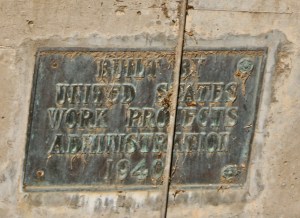 BUILT BY
UNITED STATES
WORK PROJECTS
ADMINISTRATION
1940